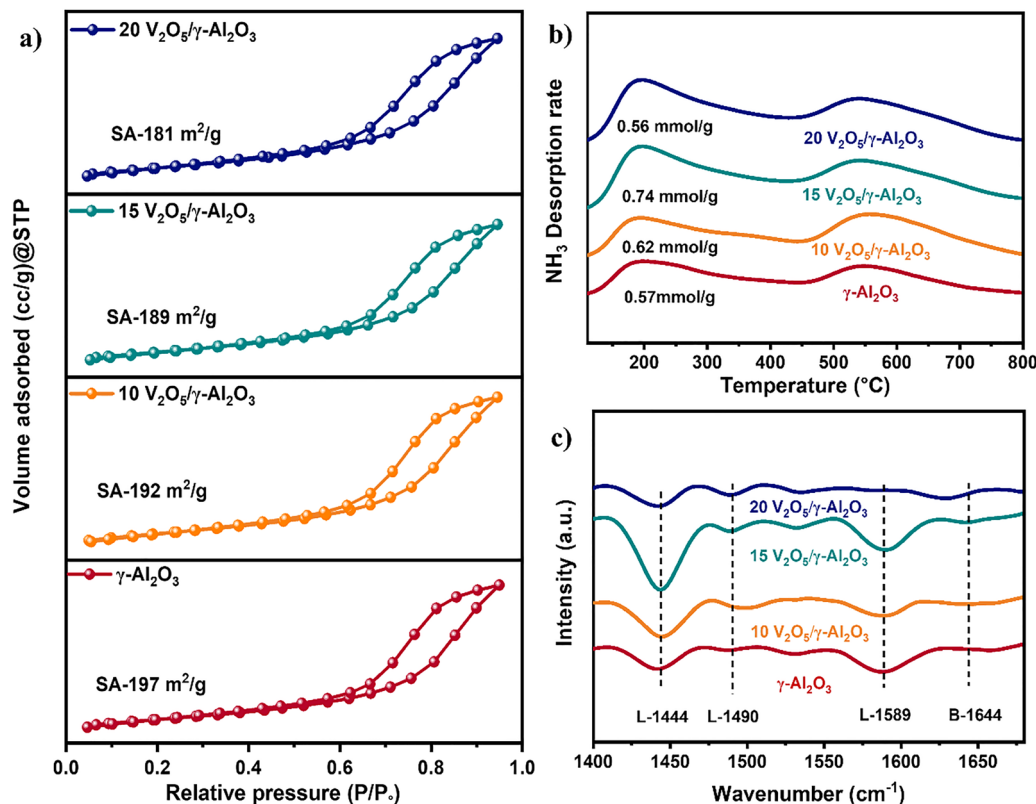 a)
20 V₂O₅/γ-Al₂O₃
SA-181 m²/g
15 V₂O₅/γ-Al₂O₃
SA-189 m²/g
10 V₂O₅/γ-Al₂O₃
SA-192 m²/g
γ-Al₂O₃
SA-197 m²/g
Volume adsorbed (cc/g)@STP
0.0 0.2 0.4 0.6 0.8 1.0
Relative pressure (P/P°)
b)
NH₃ Desorption rate
0.56 mmol/g
20 V₂O₅/γ-Al₂O₃
0.74 mmol/g
15 V₂O₅/γ-Al₂O₃
0.62 mmol/g
10 V₂O₅/γ-Al₂O₃
0.57mmol/g
γ-Al₂O₃
200 300 400 500 600 700 800
Temperature (°C)
c)
Intensity (a.u.)
20 V₂O₅/γ-Al₂O₃
15 V₂O₅/γ-Al₂O₃
10 V₂O₅/γ-Al₂O₃
γ-Al₂O₃
L-1444 L-1490 L-1589 B-1644
1400 1450 1500 1550 1600 1650
Wavenumber (cm⁻¹)